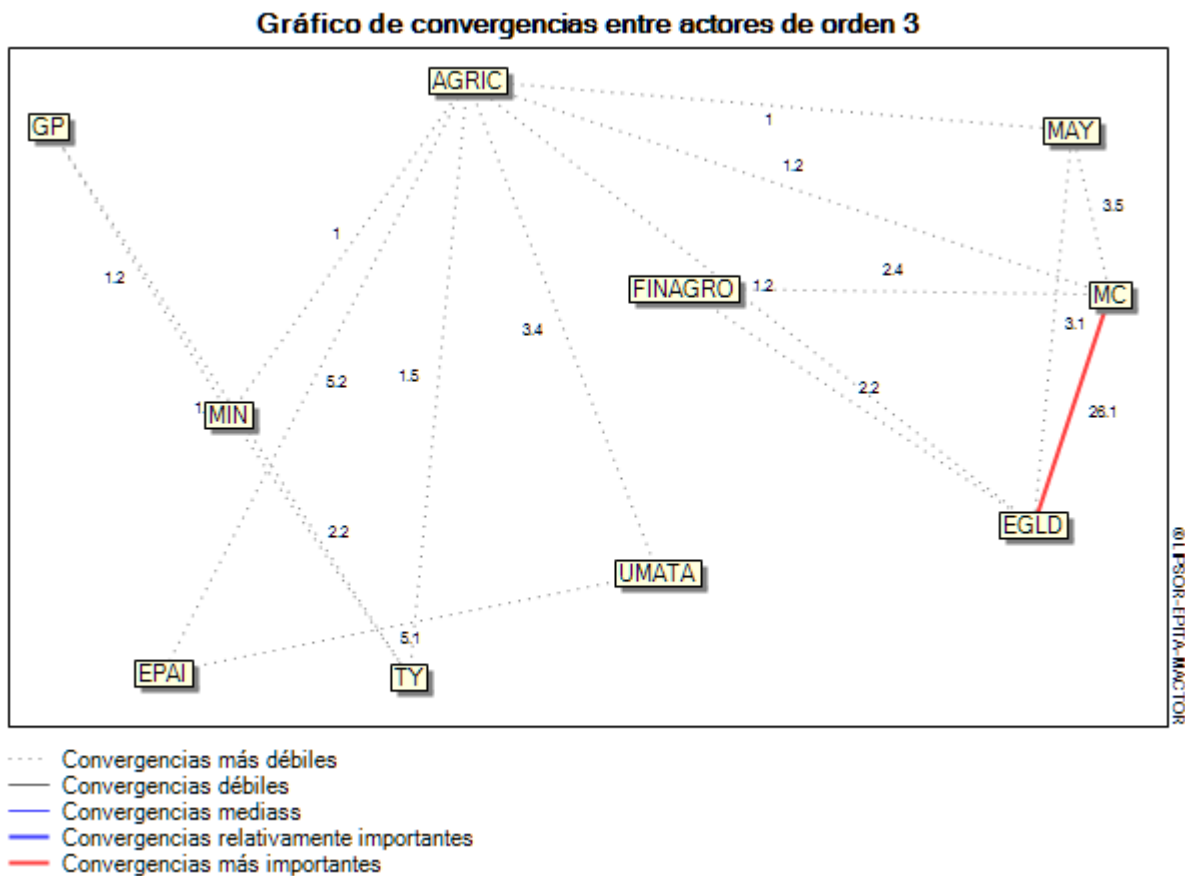 Gráfico de convergencias entre actores de orden 3
AGRIC
GP
MAY
1
1.2
3.5
1
1.2
FINAGRO
1.2
2.4
MC
3.4
3.1
5.2
1.5
2.2
26.1
MIN
2.2
EGLD
UMATA
5.1
EPAI
TY
@LIPSOR-EPITA-MACTOR
Convergencias más débiles
Convergencias débiles
Convergencias mediass
Convergencias relativamente importantes
Convergencias más importantes